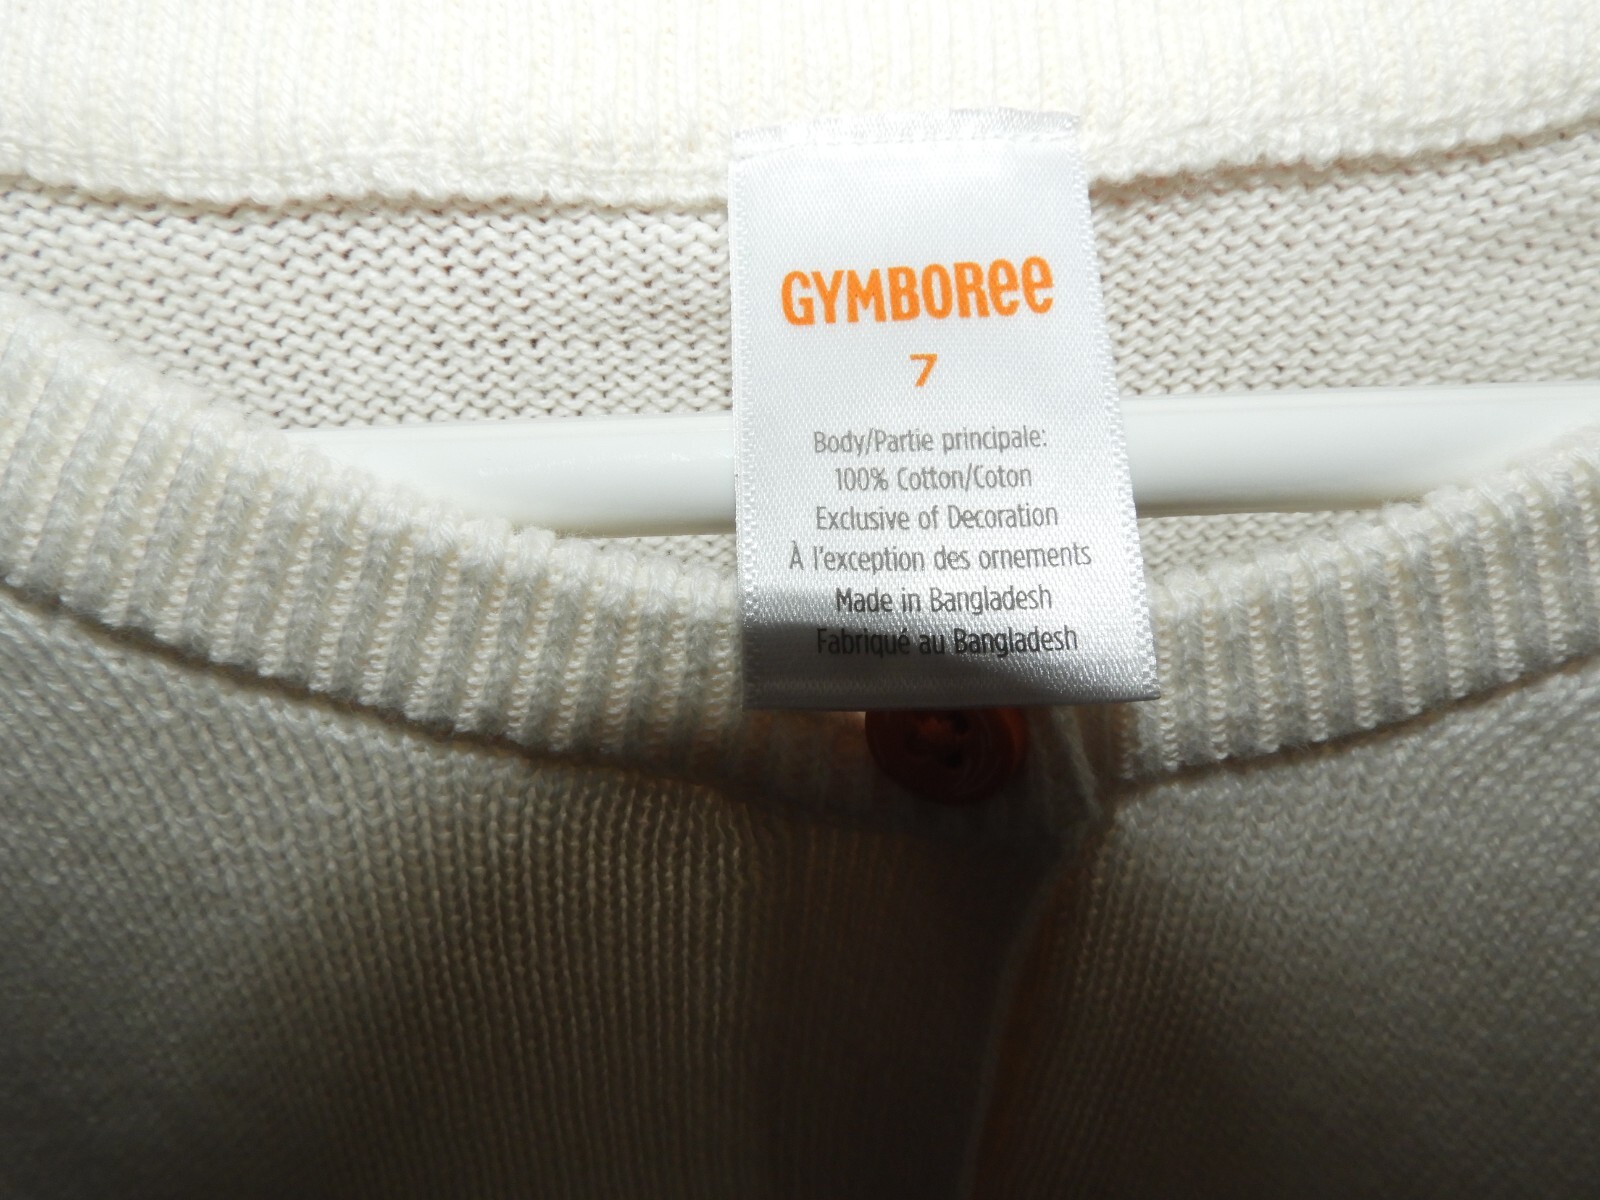 GYMBOREE
7
Body/Partie principale:
100% Cotton/Coton
Exclusive of Decoration
À l'exception des ornements
Made in Bangladesh
Fabriqué au Bangladesh